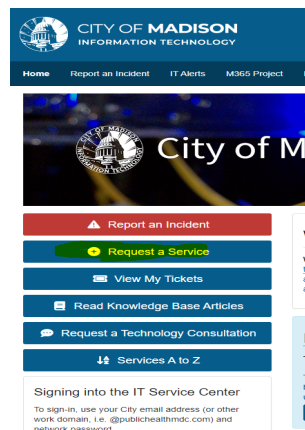 CITY OF MADISON
INFORMATION TECHNOLOGY
Home Report an Incident IT Alerts M365 Project
CITY OF MADISON
INFORMATION TECHNOLOGY
City of M
Report an Incident
Request a Service
View My Tickets
Read Knowledge Base Articles
Request a Technology Consultation
Services A to Z
Signing into the IT Service Center
To sign-in, use your City email address (or other
work domain, i.e. @publichealthmdc.com) and
network password